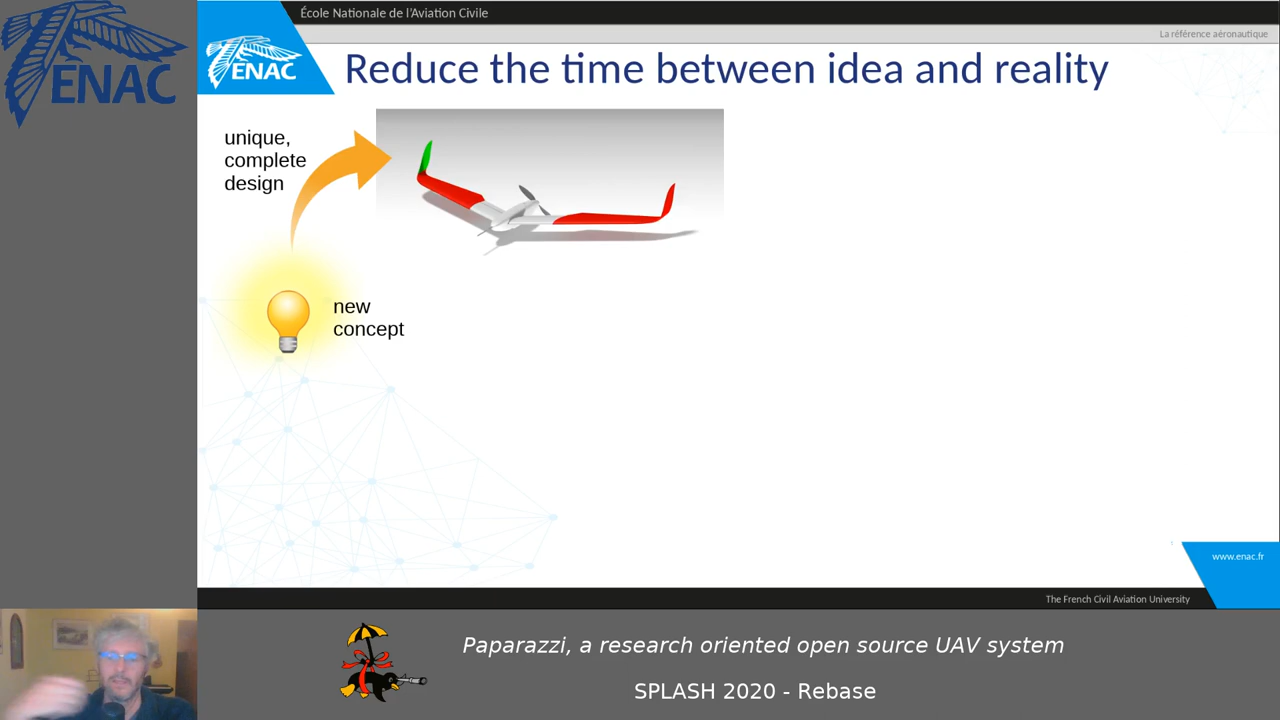 ENAC
École Nationale de l'Aviation Civile
La référence aéronautique
ENAC
Reduce the time between idea and reality
unique,
complete
design
new
concept
www.enac.fr
The French Civil Aviation University
Paparazzi, a research oriented open source UAV system
SPLASH 2020 - Rebase